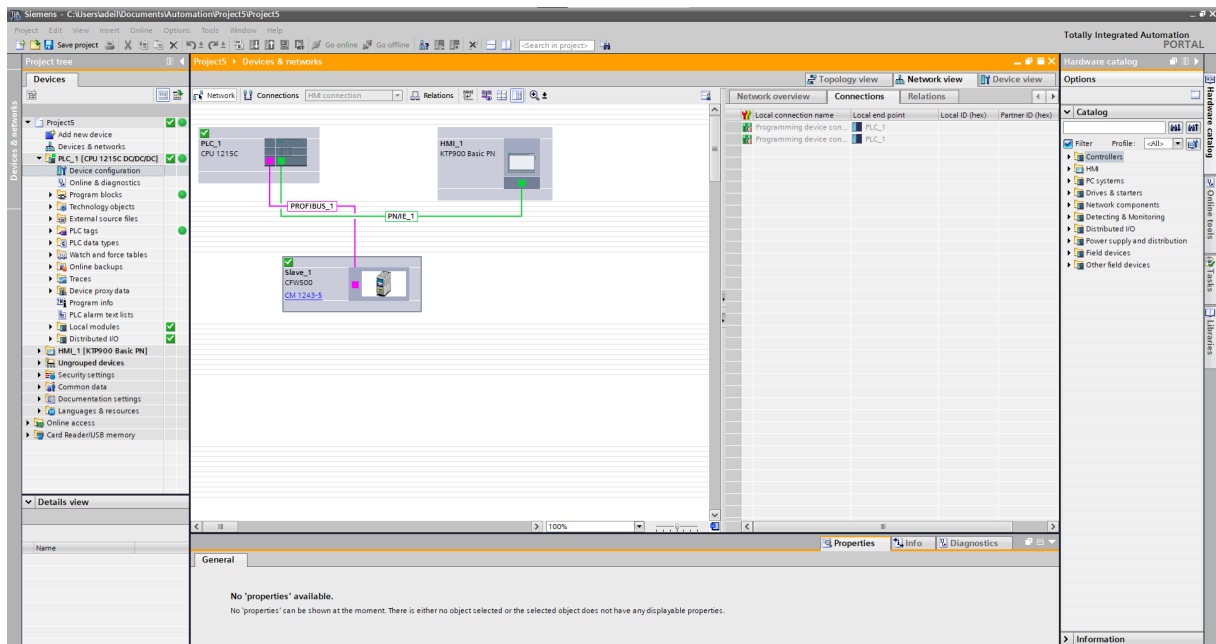 Siemens - C:\Users\adeil\Documents\Automation\Project5\Project5
Project Edit View Insert Online Options Tools Window Help
Save project Go online Go offline <Search in project>
Totally Integrated Automation
PORTAL
Project tree
Project5 Devices & networks
Hardware catalog
Devices
Topology view Network view Device view
Options
Network Connections HMI connection Relations
Network overview Connections Relations
Local connection name Local end point Local ID (hex) Partner ID (hex)
Programming device con... PLC_1
Programming device con... PLC_1
Catalog
Filter Profile: <All>
Controllers
HMI
PC systems
Drives & starters
Network components
Detecting & Monitoring
Distributed I/O
Power supply and distribution
Field devices
Other field devices
Devices & networks
Project5
Add new device
Devices & networks
PLC_1 [CPU 1215C DC/DC/DC]
Device configuration
Online & diagnostics
Program blocks
Technology objects
External source files
PLC tags
PLC data types
Watch and force tables
Online backups
Traces
Device proxy data
Program info
PLC alarm text lists
Local modules
Distributed I/O
HMI_1 [KTP900 Basic PN]
Ungrouped devices
Security settings
Common data
Documentation settings
Languages & resources
Online access
Card Reader/USB memory
PLC_1
CPU 1215C
HMI_1
KTP900 Basic PN
PROFIBUS_1
PN/IE_1
Slave_1
CFW500
CM 1243-5
Hardware catalog
Online tools
Tasks
Libraries
Details view
Name
100%
Properties Info Diagnostics
General
No 'properties' available.
No 'properties' can be shown at the moment. There is either no object selected or the selected object does not have any displayable properties.
Information